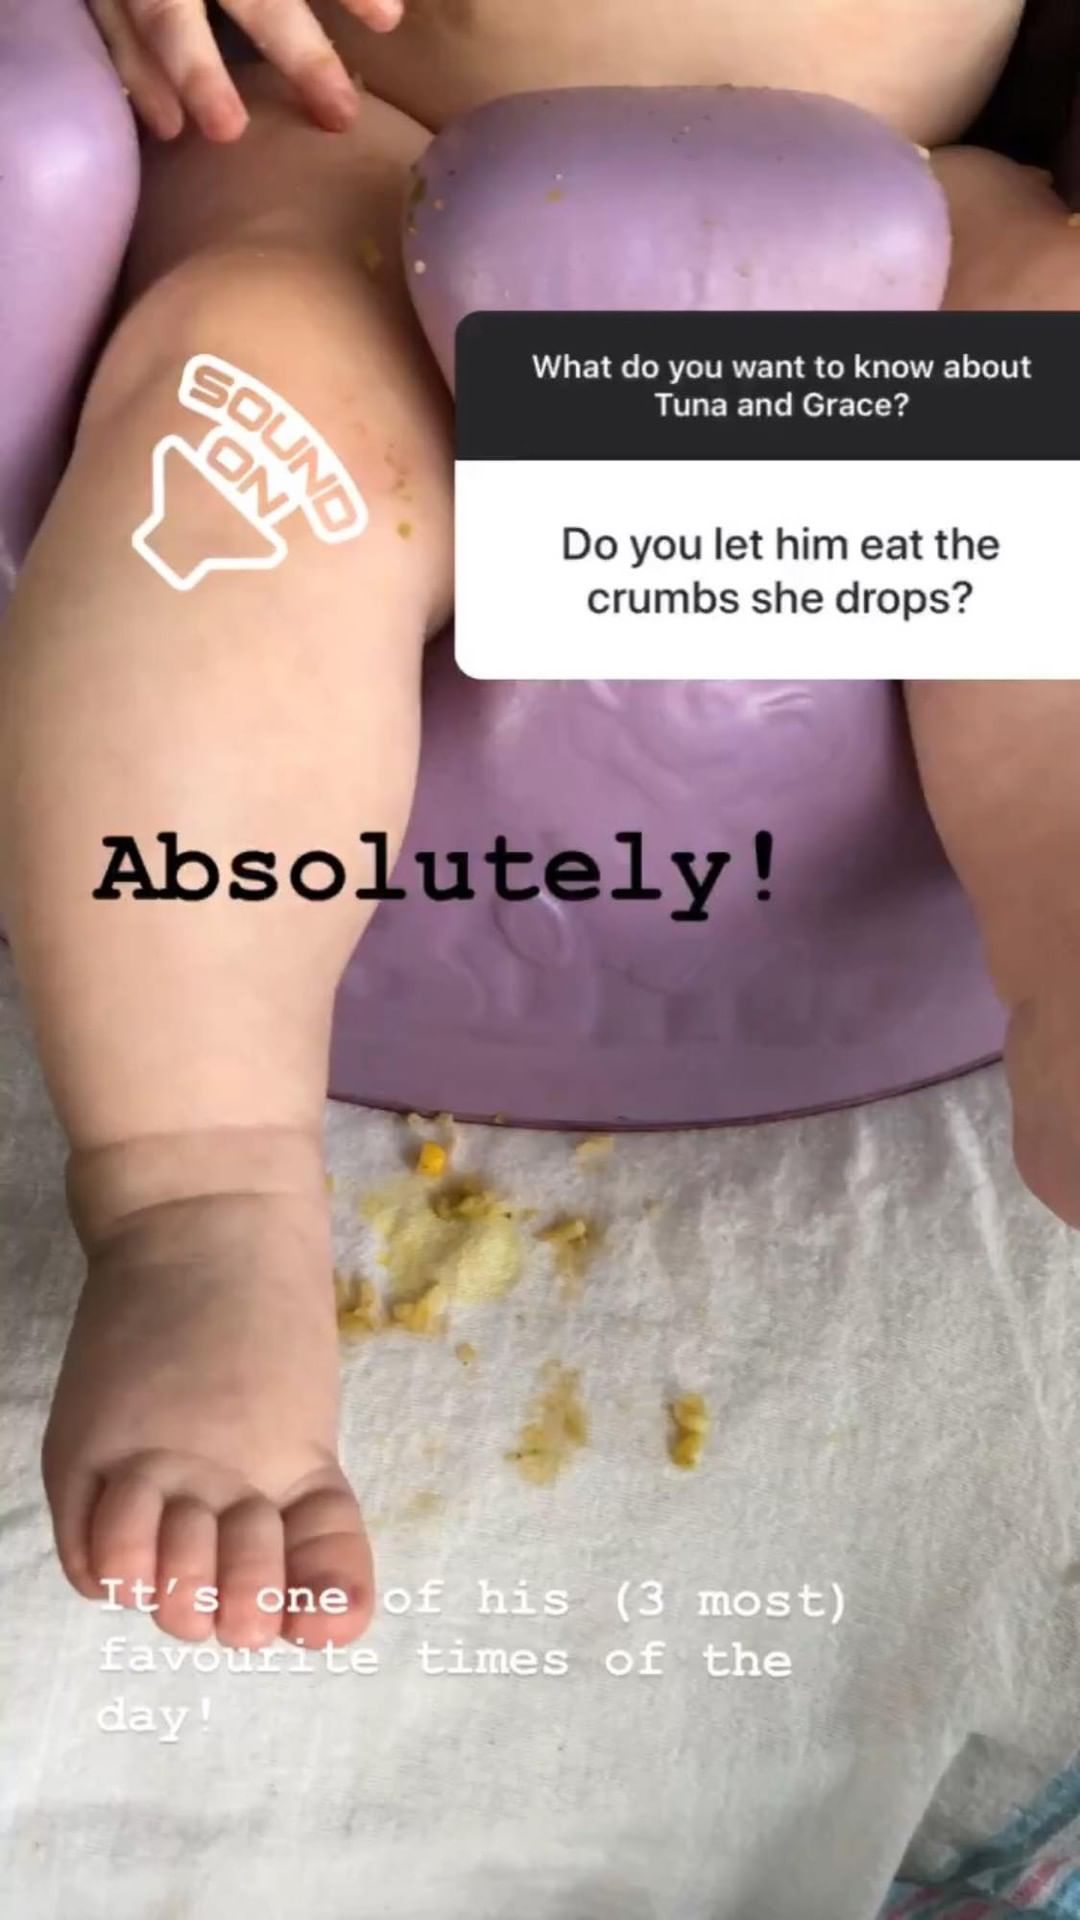 What do you want to know about
Tuna and Grace?
SOUND
ON
Do you let him eat the
crumbs she drops?
Absolutely!
It's one of his (3 most)
favourite times of the
day!